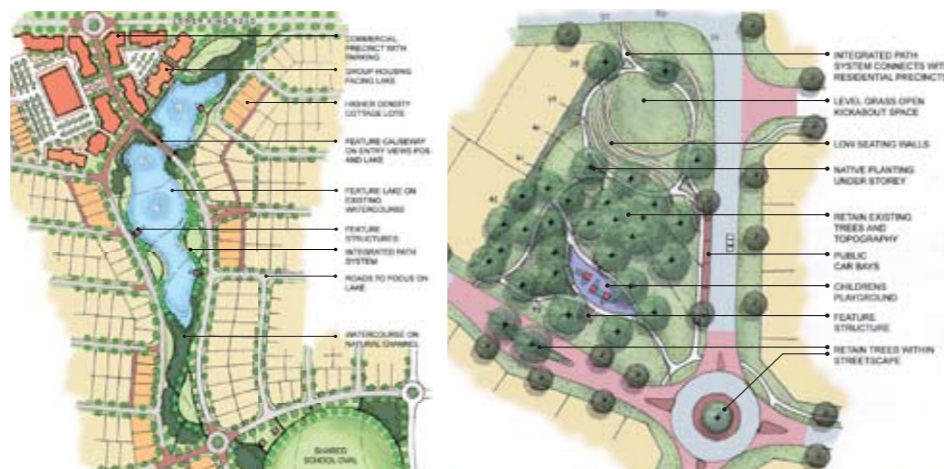 LOWER KING ROAD
COMMERCIAL
PRECINCT WITH
PARKING
GROUP HOUSING
FACING LAKE
HIGHER DENSITY
COTTAGE LOTS
FEATURE CAUSEWAY
ON ENTRY VIEWS POS
AND LAKE
FEATURE LAKE ON
EXISTING
WATERCOURSE
FEATURE
STRUCTURES
INTEGRATED PATH
SYSTEM
ROADS TO FOCUS ON
LAKE
WATERCOURSE ON
NATURAL CHANNEL
SHARED
SCHOOL OVAL
INTEGRATED PATH
SYSTEM CONNECTS WITH
RESIDENTIAL PRECINCTS
LEVEL GRASS OPEN
KICKABOUT SPACE
LOW SEATING WALLS
NATIVE PLANTING
UNDER STOREY
RETAIN EXISTING
TREES AND
TOPOGRAPHY
PUBLIC
CAR BAYS
CHILDRENS
PLAYGROUND
FEATURE
STRUCTURE
RETAIN TREES WITHIN
STREETSCAPE